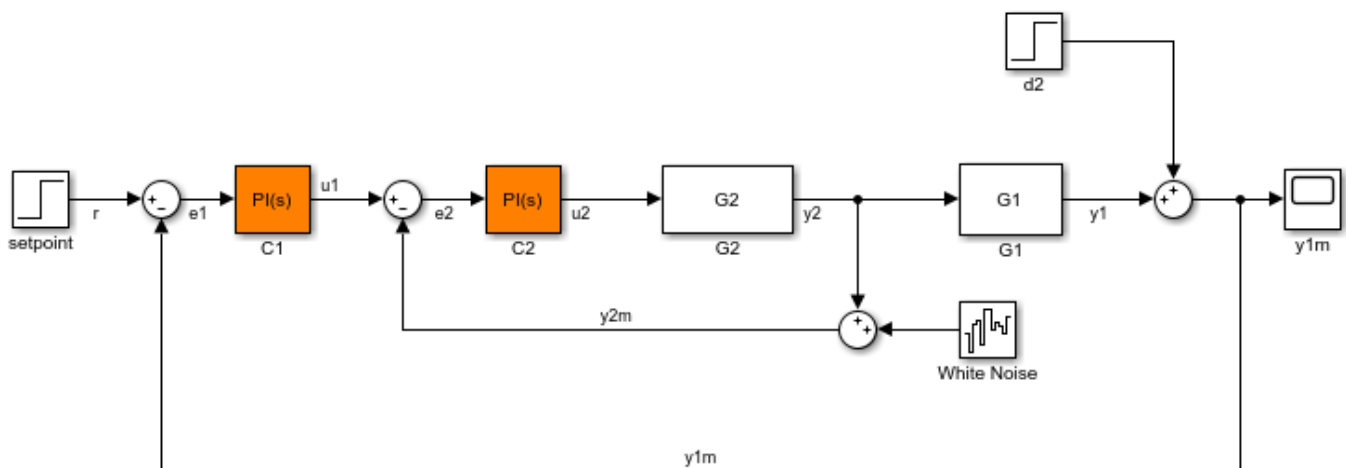 d2
PI(s)
u1
PI(s)
G2
G1
r
e1
e2
u2
y2
y1
setpoint
C1
C2
G2
G1
y1m
y2m
White Noise
y1m